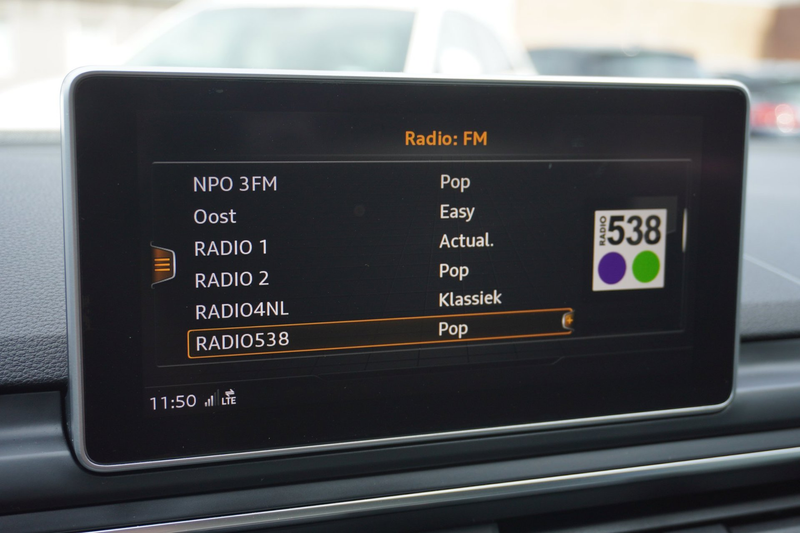 Radio: FM
NPO 3FM Pop
Oost Easy
RADIO 1 Actual.
RADIO 2 Pop
RADIO4NL Klassiek
RADIO538 Pop
RADIO 538
11:50 LTE